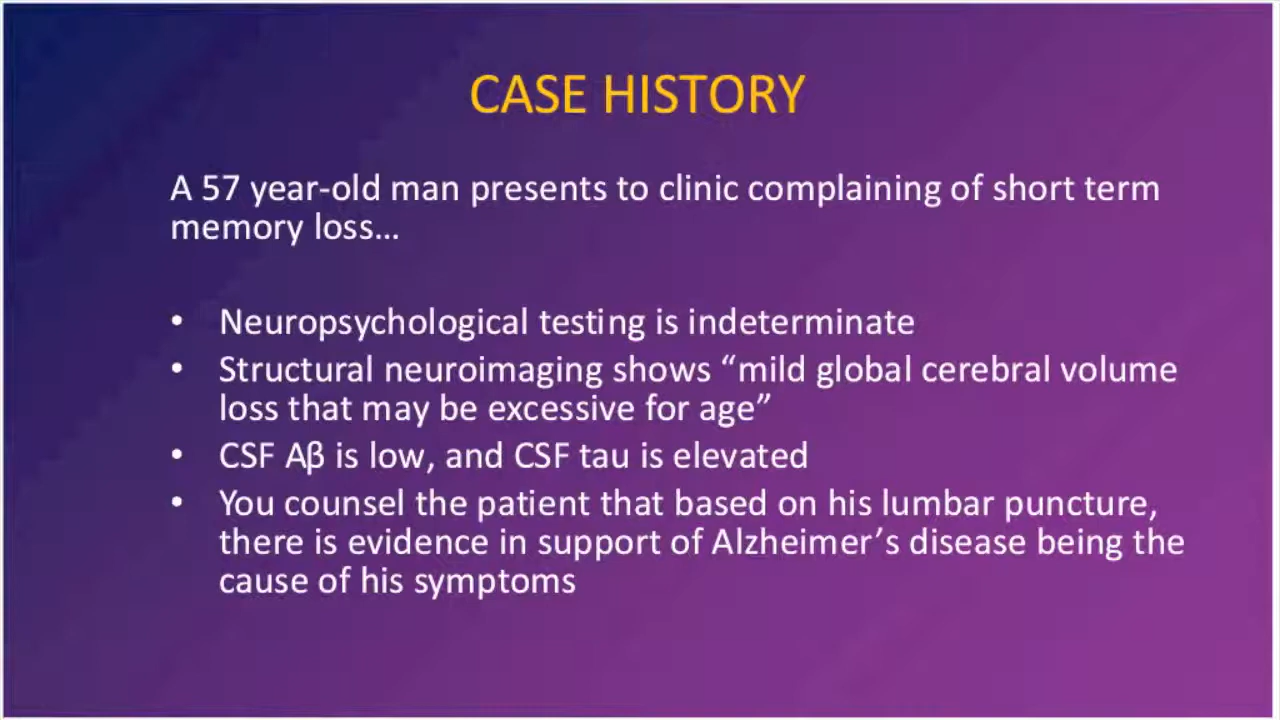 CASE HISTORY
A 57 year-old man presents to clinic complaining of short term
memory loss…
• Neuropsychological testing is indeterminate
• Structural neuroimaging shows “mild global cerebral volume
loss that may be excessive for age”
• CSF Aβ is low, and CSF tau is elevated
• You counsel the patient that based on his lumbar puncture,
there is evidence in support of Alzheimer’s disease being the
cause of his symptoms